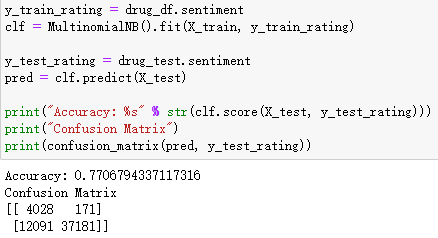 y_train_rating = drug_df.sentiment
clf = MultinomialNB().fit(X_train, y_train_rating)
y_test_rating = drug_test.sentiment
pred = clf.predict(X_test)
print("Accuracy: %s" % str(clf.score(X_test, y_test_rating)))
print("Confusion Matrix")
print(confusion_matrix(pred, y_test_rating))
Accuracy: 0.7706794337117316
Confusion Matrix
[[ 4028   171]
 [12091 37181]]